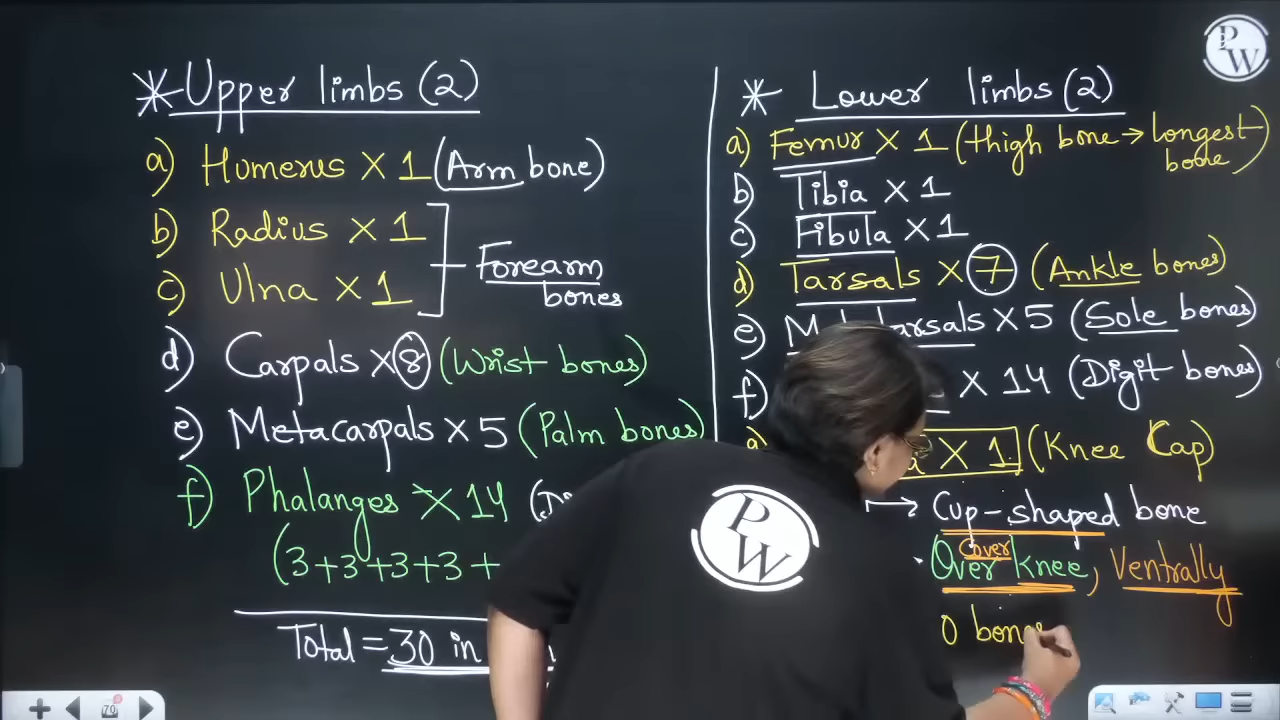 * Upper limbs (2)
a) Humerus X 1 (Arm bone)
b) Radius X 1
c) Ulna X 1
Forearm
bones
d) Carpals X 8 (Wrist bones)
e) Metacarpals X 5 (Palm bones)
f) Phalanges X 14
(3+3+3+3+
Total = 30 in
* Lower limbs (2)
a) Femur X 1 (thigh bone → longest
bone)
b) Tibia X 1
c) Fibula X 1
d) Tarsals X 7 (Ankle bones)
e) X 5 (Sole bones)
f) X 14 (Digit bones)
X 1 (Knee Cap)
→ Cup-shaped bone
Cover
Over knee, Ventrally
0 bones
PW
PW